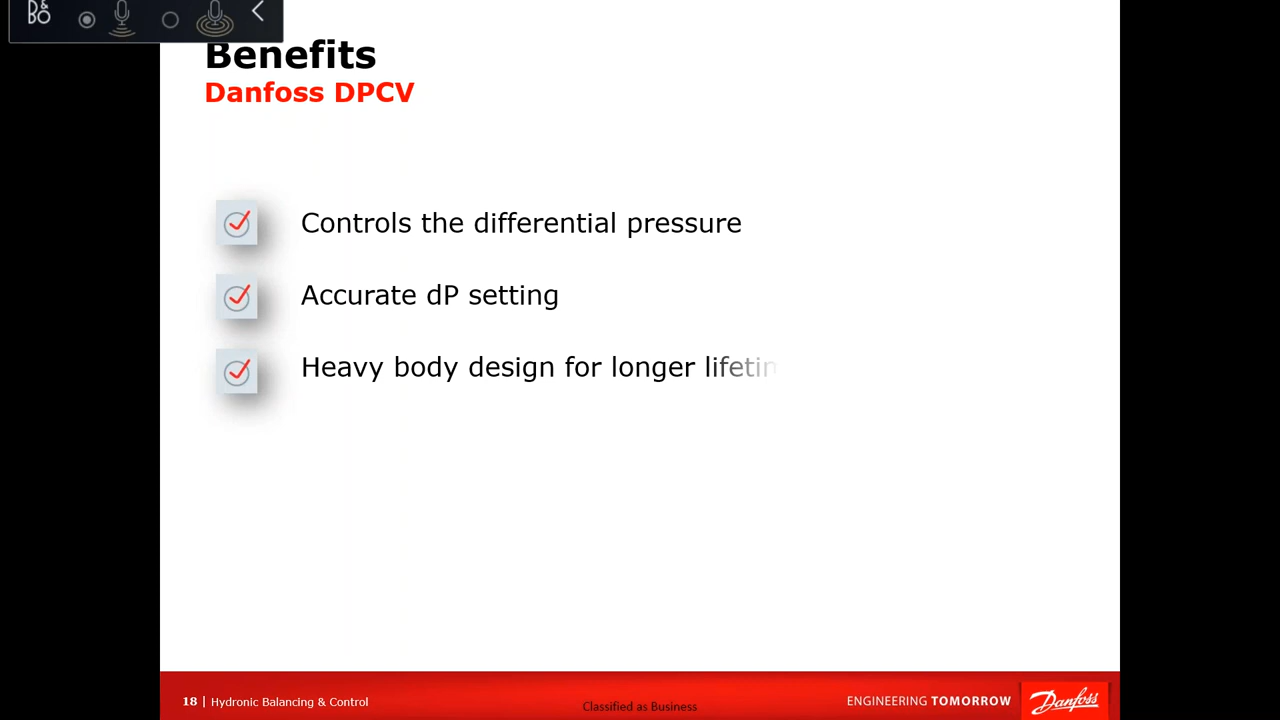 B&O
Benefits
Danfoss DPCV
Controls the differential pressure
Accurate dP setting
Heavy body design for longer lifetim
18 | Hydronic Balancing & Control
Classified as Business
ENGINEERING TOMORROW
Danfoss